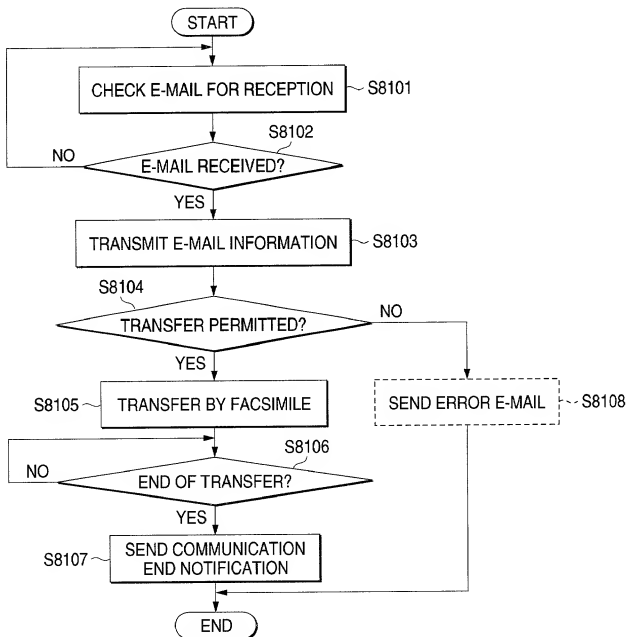 START
CHECK E-MAIL FOR RECEPTION
S8101
S8102
NO
E-MAIL RECEIVED?
YES
TRANSMIT E-MAIL INFORMATION
S8103
S8104
TRANSFER PERMITTED?
NO
YES
S8105
TRANSFER BY FACSIMILE
SEND ERROR E-MAIL
S8108
S8106
NO
END OF TRANSFER?
YES
S8107
SEND COMMUNICATION
END NOTIFICATION
END